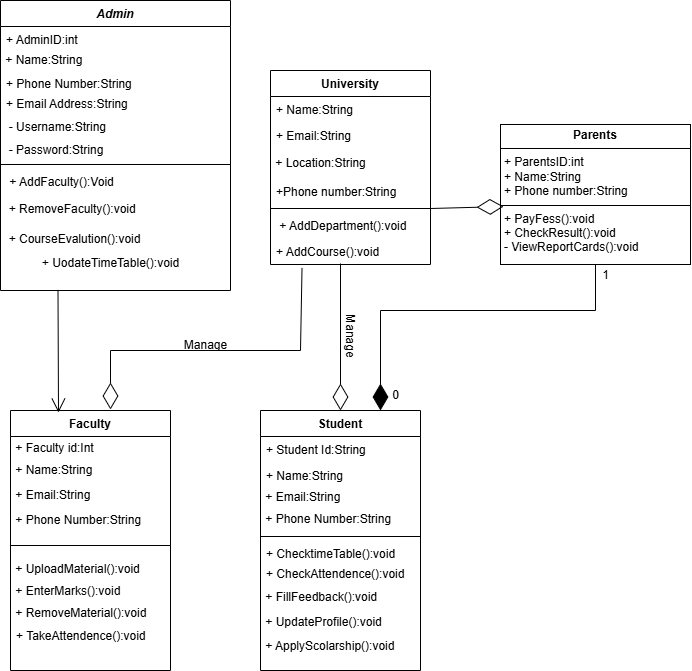 Admin
+ AdminID:int
+ Name:String
+ Phone Number:String
+ Email Address:String
- Username:String
- Password:String
+ AddFaculty():Void
+ RemoveFaculty():void
+ CourseEvalution():void
+ UodateTimeTable():void
University
+ Name:String
+ Email:String
+ Location:String
+Phone number:String
+ AddDepartment():void
+ AddCourse():void
Parents
+ ParentsID:int
+ Name:String
+ Phone number:String
+ PayFess():void
+ CheckResult():void
- ViewReportCards():void
1
Manage
Manage
0
Faculty
+ Faculty id:Int
+ Name:String
+ Email:String
+ Phone Number:String
+ UploadMaterial():void
+ EnterMarks():void
+ RemoveMaterial():void
+ TakeAttendence():void
Student
+ Student Id:String
+ Name:String
+ Email:String
+ Phone Number:String
+ ChecktimeTable():void
+ CheckAttendence():void
+ FillFeedback():void
+ UpdateProfile():void
+ ApplyScolarship():void